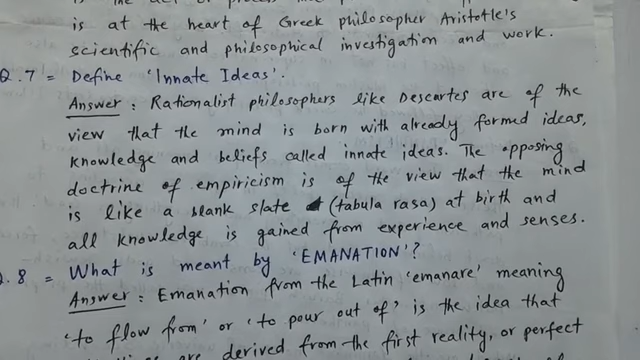 is at the heart of Greek philosopher Aristotle's
scientific and philosophical investigation and work.
Q.7 = Define 'Innate Ideas'.
Answer : Rationalist philosophers like Descartes are of the
view that the mind is born with already formed ideas,
knowledge and beliefs called innate ideas. The opposing
doctrine of empiricism is of the view that the mind
is like a blank slate (tabula rasa) at birth and
all knowledge is gained from experience and senses.
Q.8 = What is meant by 'EMANATION'?
Answer : Emanation from the Latin 'emanare' meaning
'to flow from' or 'to pour out of' is the idea that
are derived from the first reality, or perfect